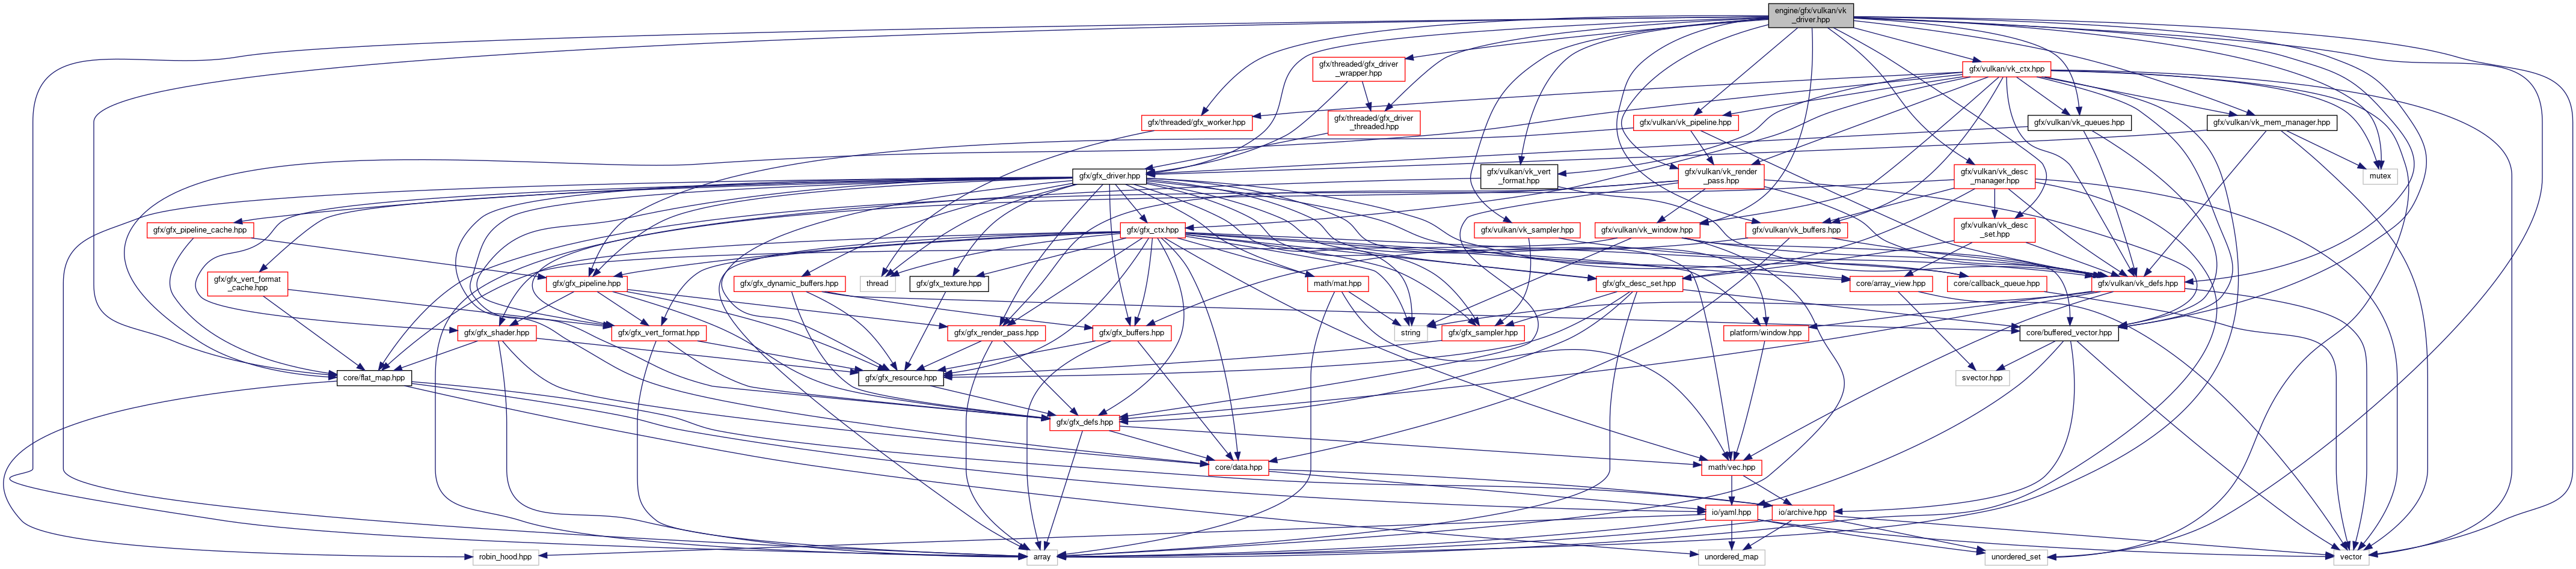 engine/gfx/vulkan/vk
_driver.hpp
gfx/threaded/gfx_driver
_wrapper.hpp
gfx/vulkan/vk_ctx.hpp
gfx/threaded/gfx_worker.hpp
gfx/threaded/gfx_driver
_threaded.hpp
gfx/vulkan/vk_pipeline.hpp
gfx/vulkan/vk_queues.hpp
gfx/vulkan/vk_mem_manager.hpp
gfx/gfx_driver.hpp
gfx/vulkan/vk_vert
_format.hpp
gfx/vulkan/vk_render
_pass.hpp
gfx/vulkan/vk_desc
_manager.hpp
mutex
gfx/gfx_pipeline_cache.hpp
gfx/gfx_ctx.hpp
gfx/vulkan/vk_sampler.hpp
gfx/vulkan/vk_window.hpp
gfx/vulkan/vk_buffers.hpp
gfx/vulkan/vk_desc
_set.hpp
gfx/gfx_vert_format
_cache.hpp
gfx/gfx_pipeline.hpp
gfx/gfx_dynamic_buffers.hpp
thread
gfx/gfx_texture.hpp
math/mat.hpp
gfx/gfx_desc_set.hpp
core/array_view.hpp
core/callback_queue.hpp
gfx/vulkan/vk_defs.hpp
gfx/gfx_shader.hpp
gfx/gfx_vert_format.hpp
gfx/gfx_render_pass.hpp
gfx/gfx_buffers.hpp
string
gfx/gfx_sampler.hpp
platform/window.hpp
core/buffered_vector.hpp
core/flat_map.hpp
gfx/gfx_resource.hpp
svector.hpp
gfx/gfx_defs.hpp
core/data.hpp
math/vec.hpp
io/yaml.hpp
io/archive.hpp
robin_hood.hpp
array
unordered_map
unordered_set
vector